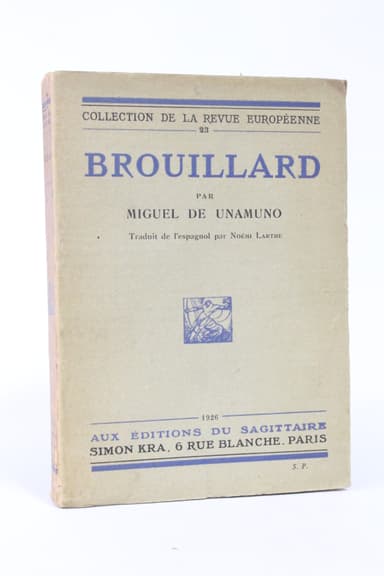 COLLECTION DE LA REVUE EUROPÉENNE
23
BROUILLARD
PAR
MIGUEL DE UNAMUNO
Traduit de l'espagnol par NOÉMI LARTHE
1926
AUX ÉDITIONS DU SAGITTAIRE
SIMON KRA, 6 RUE BLANCHE, PARIS
S. P.